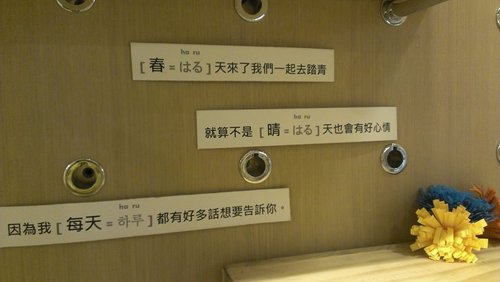 ha ru
[ 春 = はる ] 天來了我們一起去踏青
ha ru
就算不是 [ 晴 = はる ] 天也會有好心情
ha ru
因為我 [ 每天 = 하루 ] 都有好多話想要告訴你。